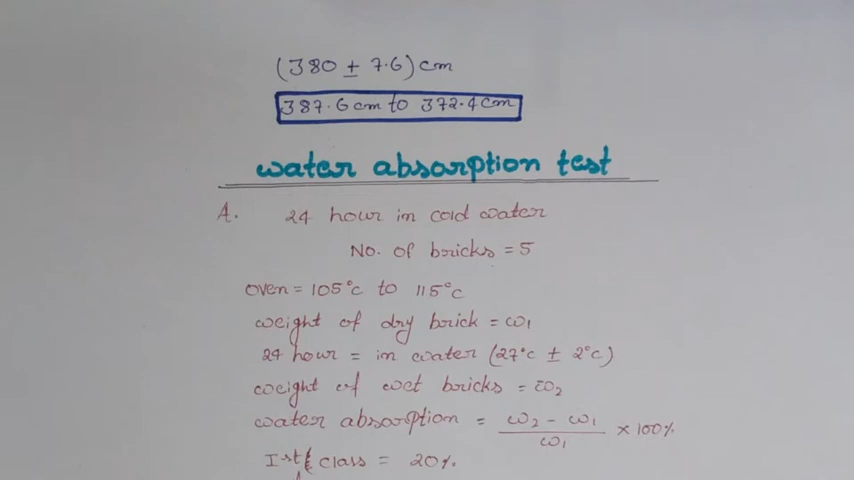 (380 ± 7.6) cm
387.6 cm to 372.4 cm
water absorption test
A. 24 hour in cold water
No. of bricks = 5
oven = 105°c to 115°c
weight of dry brick = ω₁
24 hour = in water (27°c ± 2°c)
weight of wet bricks = ω₂
water absorption = ω₂ - ω₁ / ω₁ × 100%
Ist class = 20%